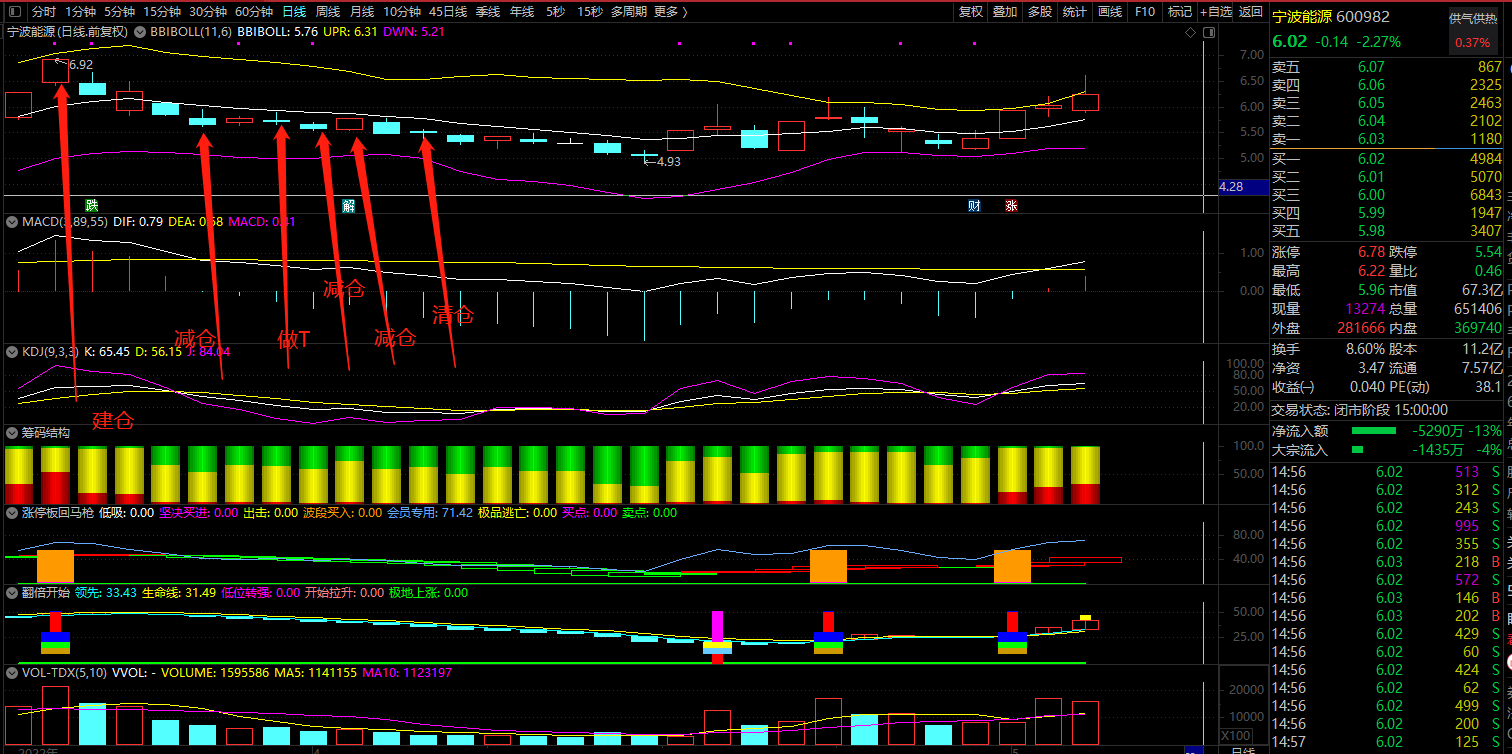 分时 1分钟 5分钟 15分钟 30分钟 60分钟 日线 周线 月线 10分钟 45日线 季线 年线 5秒 15秒 多周期 更多 〉 复权 叠加 多股 统计 画线 F10 标记 +自选 返回
宁波能源(日线.前复权) BBIBOLL(11,6) BBIBOLL: 5.76 UPR: 6.31 DWN: 5.21
7.00
6.92
6.50
6.00
5.50
5.00
4.93
4.28
跌 解 财 涨
MACD( ,89,55) DIF: 0.79 DEA: 0. 8 MACD: 0. 1
1.00
0.00
减仓 做T 减仓 减仓 清仓
KDJ(9,3,3) K: 65.45 D: 56.15 J: 84.04
100.00
80.00
50.00
20.00
建仓
筹码结构
100.0
50.00
涨停板回马枪 低吸: 0.00 坚决买进: 0.00 出击: 0.00 波段买入: 0.00 会员专用: 71.42 极品逃亡: 0.00 买点: 0.00 卖点: 0.00
80.00
40.00
翻倍开始 领先: 33.43 生命线: 31.49 低位转强: 0.00 开始拉升: 0.00 极地上涨: 0.00
50.00
25.00
VOL-TDX(5,10) VVOL: - VOLUME: 1595586 MA5: 1141155 MA10: 1123197
20000
10000
X100
2022年 4 5 日线
宁波能源 600982
供气供热
6.02 -0.14 -2.27% 0.37%
卖五 6.07 867
卖四 6.06 2325
卖三 6.05 2463
卖二 6.04 2102
卖一 6.03 1180
买一 6.02 4984
买二 6.01 5070
买三 6.00 6843
买四 5.99 1947
买五 5.98 3407
涨停 6.78 跌停 5.54
最高 6.22 量比 0.46
最低 5.96 市值 67.3亿
现量 13274 总量 651406
外盘 281666 内盘 369740
换手 8.60% 股本 11.2亿
净资 3.47 流通 7.57亿
收益㈠ 0.040 PE(动) 38.1
交易状态: 闭市阶段 15:00:00
净流入额 -5290万 -13%
大宗流入 -1435万 -4%
14:56 6.02 513 S
14:56 6.02 312 S
14:56 6.02 243 S
14:56 6.02 995 S
14:56 6.02 355 S
14:56 6.03 218 B
14:56 6.02 572 S
14:56 6.03 146 B
14:56 6.03 202 B
14:56 6.02 429 S
14:56 6.02 60 S
14:56 6.02 424 S
14:56 6.02 62 S
14:56 6.02 499 S
14:56 6.02 200 S
14:57 6.02 125 S